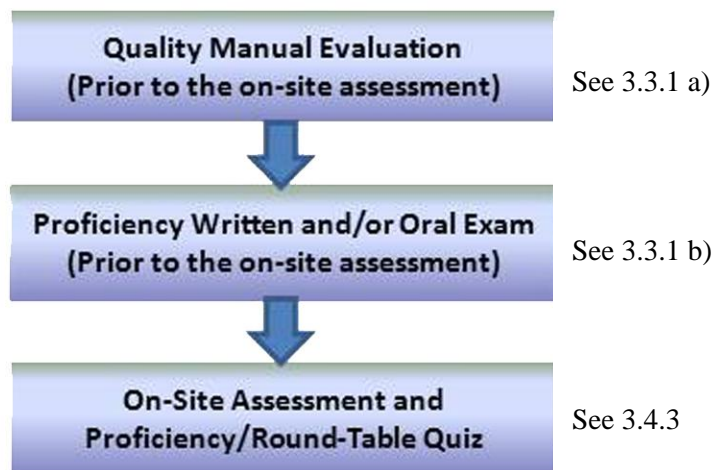 Quality Manual Evaluation
(Prior to the on-site assessment)
See 3.3.1 a)
Proficiency Written and/or Oral Exam
(Prior to the on-site assessment)
See 3.3.1 b)
On-Site Assessment and
Proficiency/Round-Table Quiz
See 3.4.3